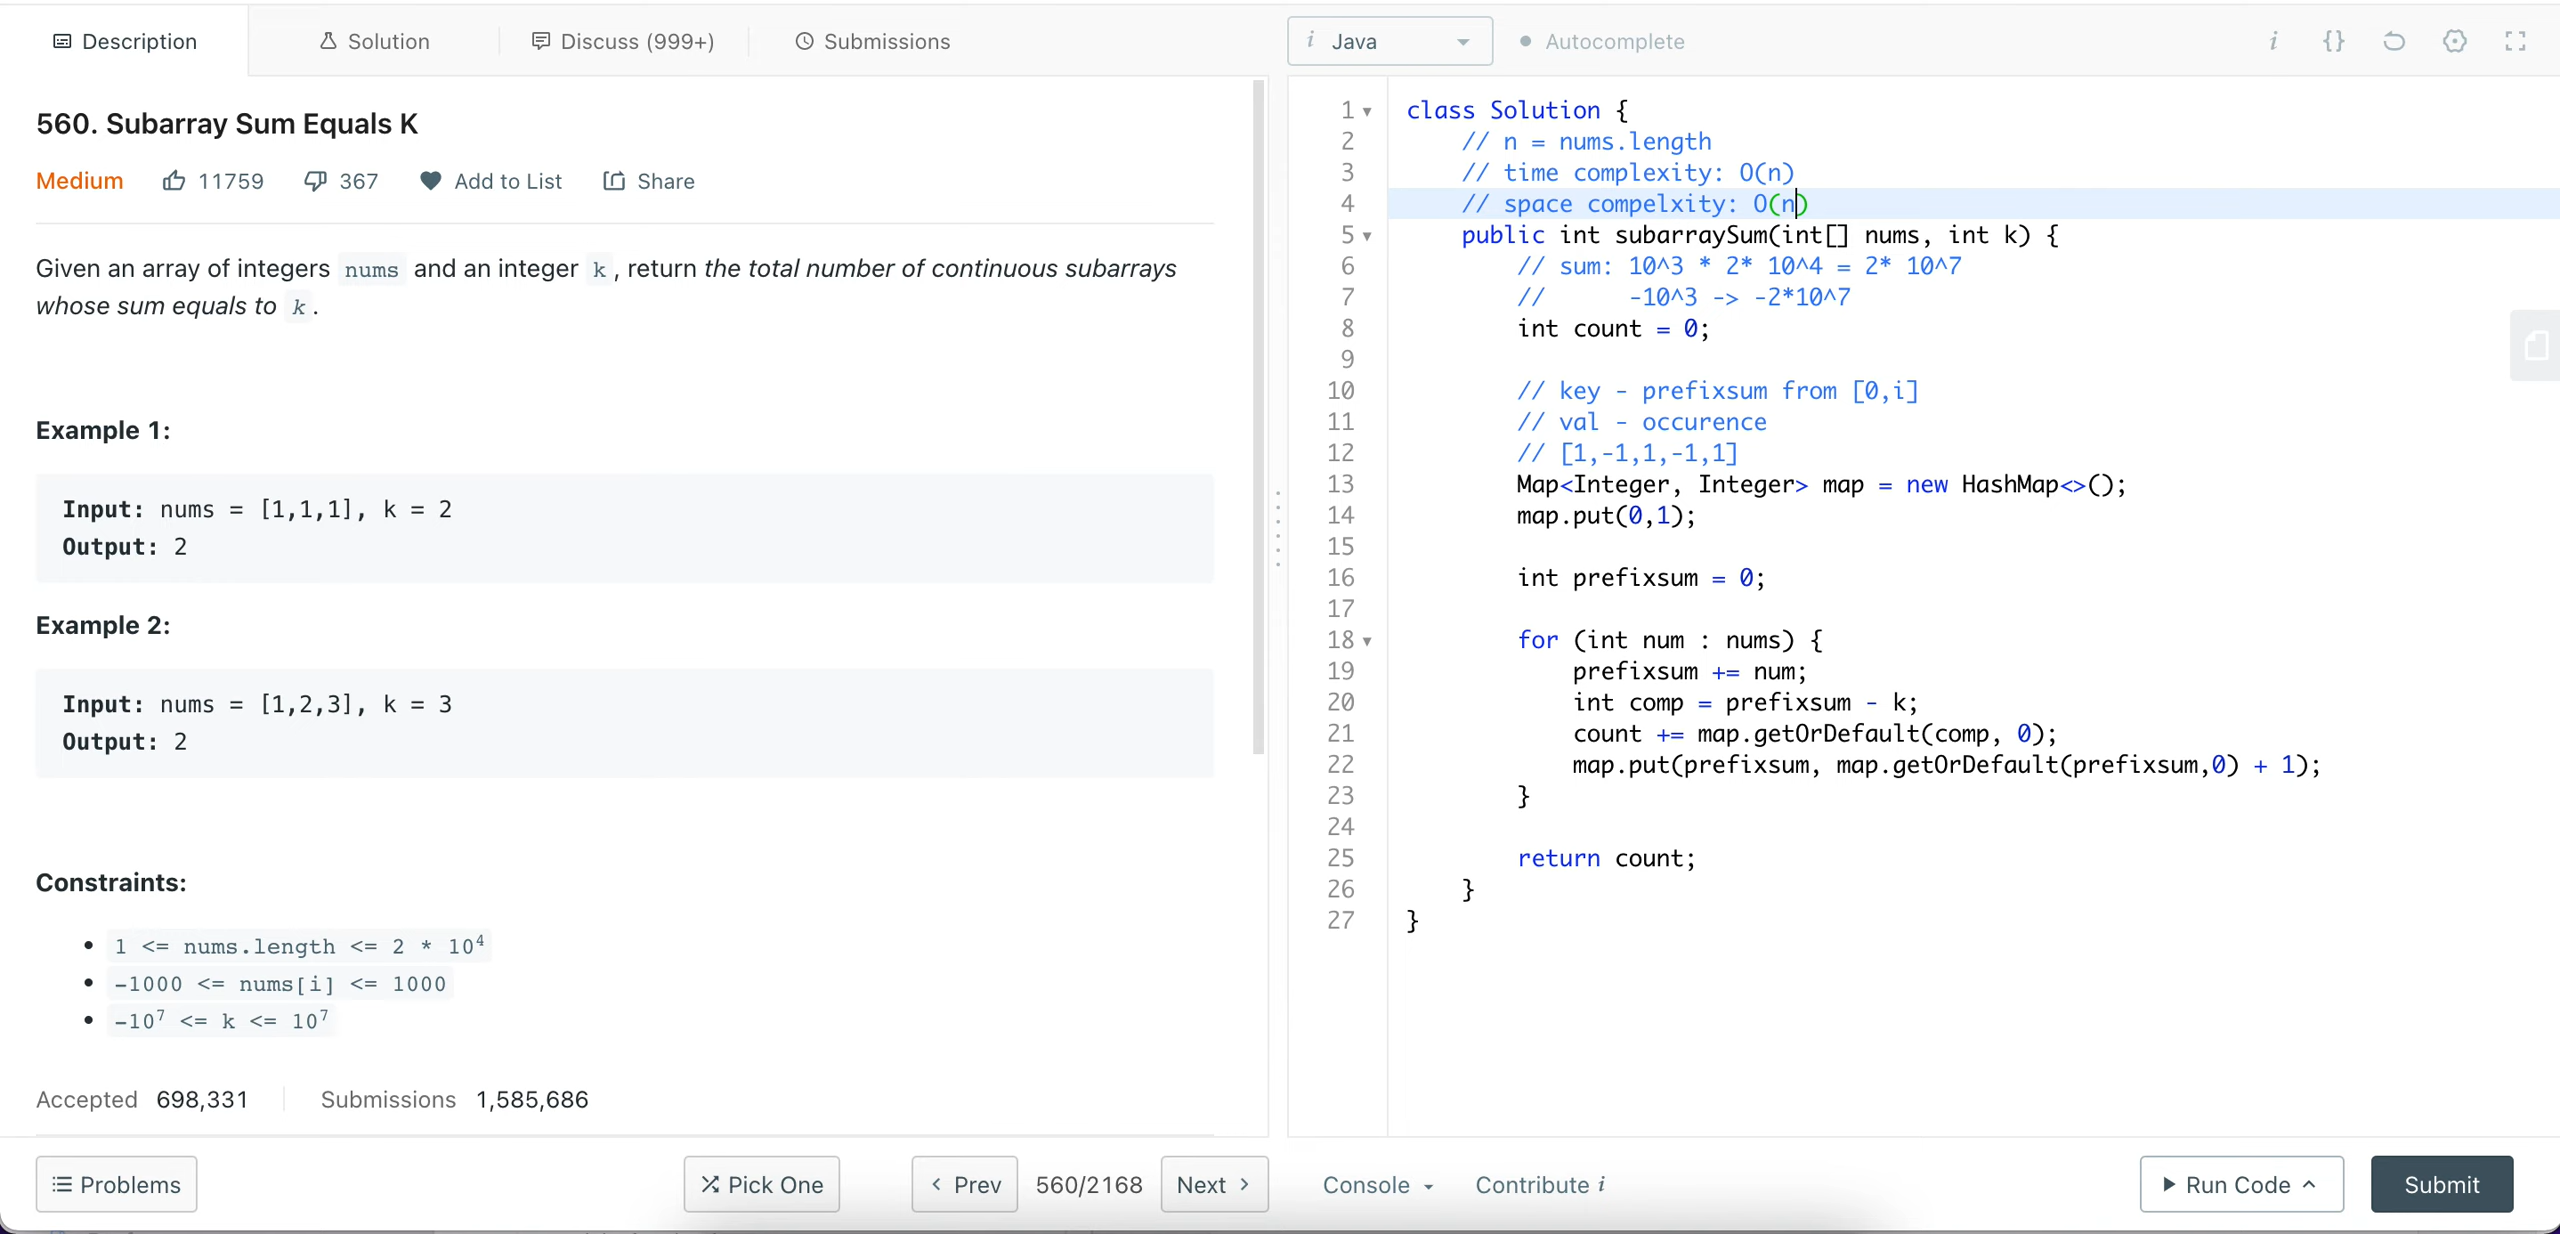 Description
Solution
Discuss (999+)
Submissions
i Java
Autocomplete
i {}
560. Subarray Sum Equals K
Medium 11759 367 Add to List Share
Given an array of integers nums and an integer k, return the total number of continuous subarrays
whose sum equals to k.
Example 1:
Input: nums = [1,1,1], k = 2
Output: 2
Example 2:
Input: nums = [1,2,3], k = 3
Output: 2
Constraints:
1 <= nums.length <= 2 * 10⁴
-1000 <= nums[i] <= 1000
-10⁷ <= k <= 10⁷
Accepted 698,331 Submissions 1,585,686
1 class Solution {
2 // n = nums.length
3 // time complexity: O(n)
4 // space compelxity: O(n)
5 public int subarraySum(int[] nums, int k) {
6 // sum: 10^3 * 2* 10^4 = 2* 10^7
7 // -10^3 -> -2*10^7
8 int count = 0;
9
10 // key - prefixsum from [0,i]
11 // val - occurence
12 // [1,-1,1,-1,1]
13 Map<Integer, Integer> map = new HashMap<>();
14 map.put(0,1);
15
16 int prefixsum = 0;
17
18 for (int num : nums) {
19 prefixsum += num;
20 int comp = prefixsum - k;
21 count += map.getOrDefault(comp, 0);
22 map.put(prefixsum, map.getOrDefault(prefixsum,0) + 1);
23 }
24
25 return count;
26 }
27 }
Problems
Pick One
< Prev
560/2168
Next >
Console
Contribute i
Run Code
Submit